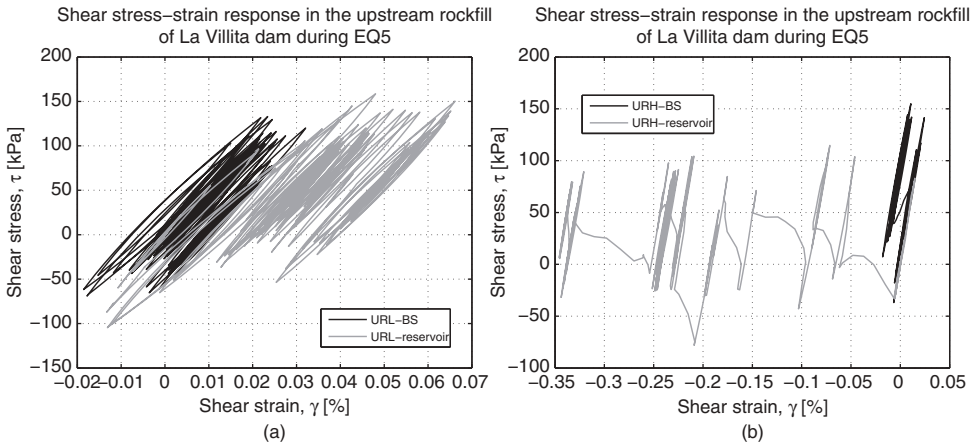 Shear stress–strain response in the upstream rockfill
of La Villita dam during EQ5
200
150
100
50
0
−50
−100
−150
Shear stress, τ [kPa]
URL−BS
URL−reservoir
−0.02 −0.01 0 0.01 0.02 0.03 0.04 0.05 0.06 0.07
Shear strain, γ [%]
(a)
Shear stress–strain response in the upstream rockfill
of La Villita dam during EQ5
200
150
100
50
0
−50
−100
Shear stress, τ [kPa]
URH−BS
URH−reservoir
−0.35 −0.3 −0.25 −0.2 −0.15 −0.1 −0.05 0 0.05
Shear strain, γ [%]
(b)